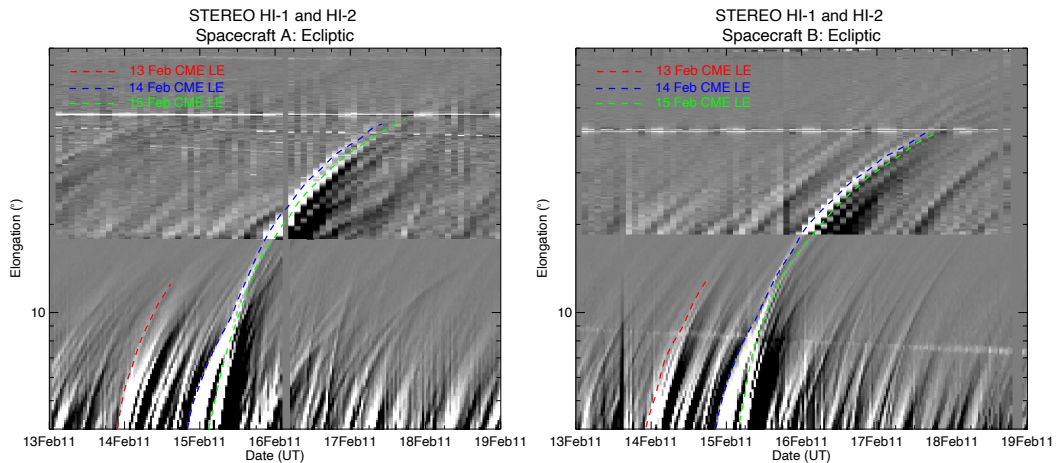 STEREO HI-1 and HI-2
Spacecraft A: Ecliptic
13 Feb CME LE
14 Feb CME LE
15 Feb CME LE
Elongation (°)
10
13Feb11 14Feb11 15Feb11 16Feb11 17Feb11 18Feb11 19Feb11
Date (UT)
STEREO HI-1 and HI-2
Spacecraft B: Ecliptic
13 Feb CME LE
14 Feb CME LE
15 Feb CME LE
Elongation (°)
10
13Feb11 14Feb11 15Feb11 16Feb11 17Feb11 18Feb11 19Feb11
Date (UT)